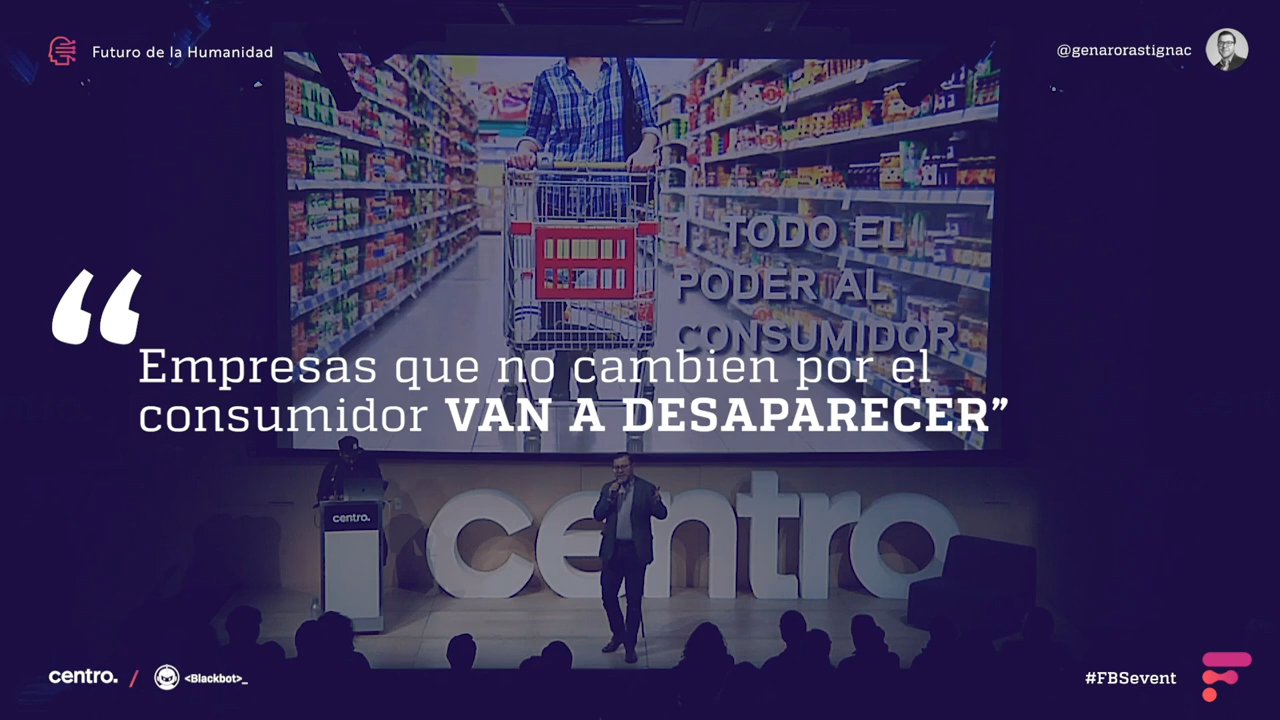 Futuro de la Humanidad
@genarorastignac
1. TODO EL
PODER AL
CONSUMIDOR
“Empresas que no cambien por el
consumidor VAN A DESAPARECER”
centro.
centro
centro. / <Blackbot>_
#FBSevent